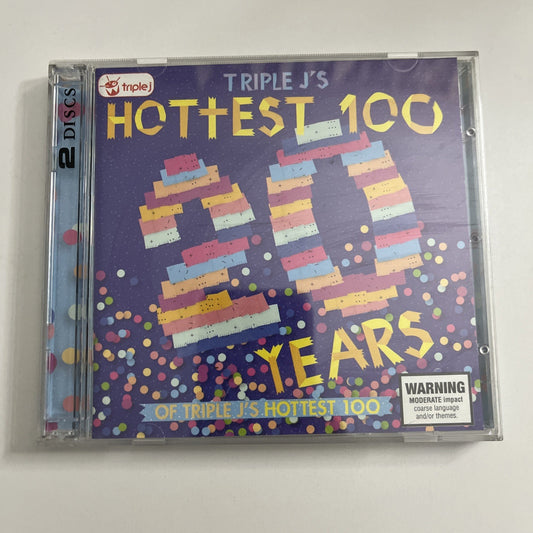 triple j
TRIPLE J'S
HOTTEST 100
20
YEARS
OF TRIPLE J'S HOTTEST 100
2 DISCS
WARNING
MODERATE impact
coarse language
and/or themes.